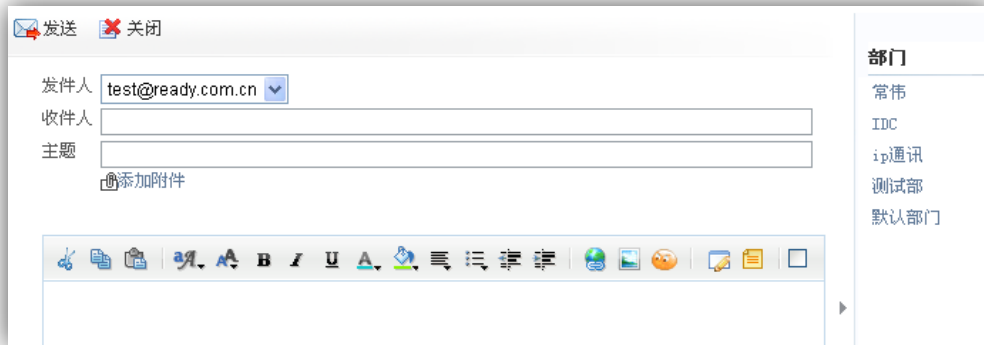 发送 关闭
发件人 test@ready.com.cn
收件人
主题
添加附件
部门
常伟
IDC
ip通讯
测试部
默认部门